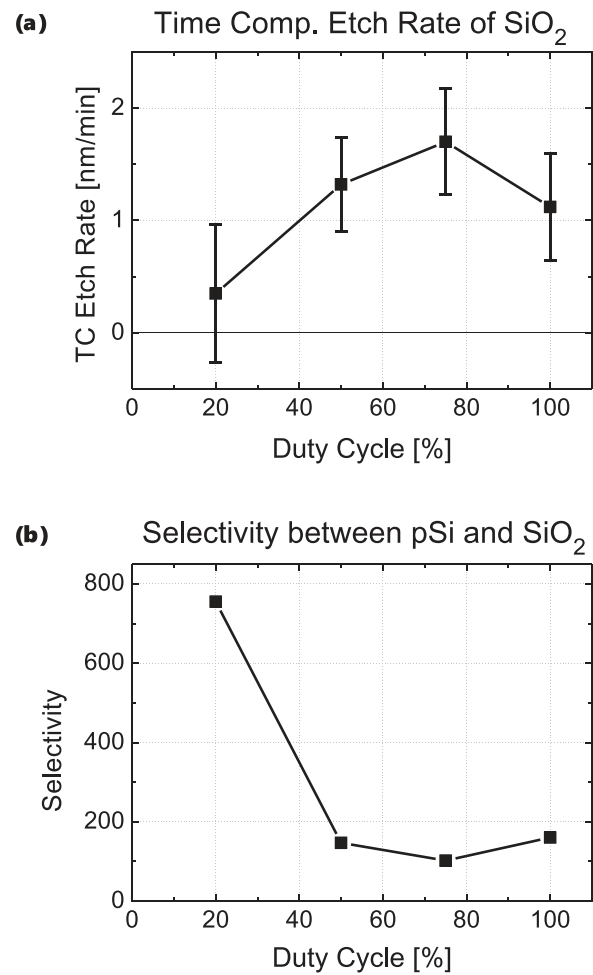 (a) Time Comp. Etch Rate of SiO₂
2
1
0
TC Etch Rate [nm/min]
0 20 40 60 80 100
Duty Cycle [%]
(b) Selectivity between pSi and SiO₂
800
600
400
200
0
Selectivity
0 20 40 60 80 100
Duty Cycle [%]